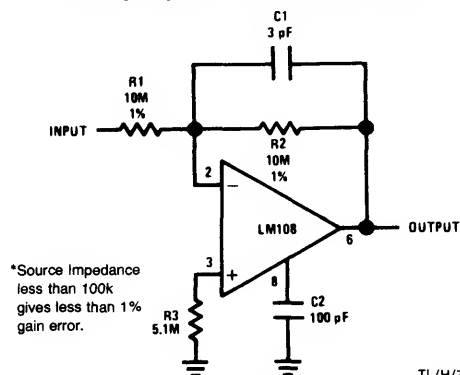 C1
3 pF
R1
10M
1%
INPUT
R2
10M
1%
2
−
LM108
6
OUTPUT
3
+
8
*Source Impedance
less than 100k
gives less than 1%
gain error.
R3
5.1M
C2
100 pF